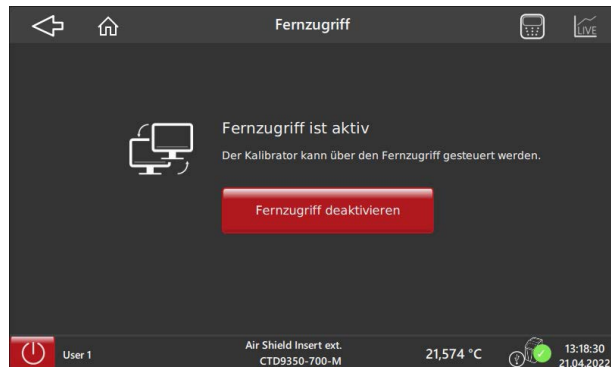 Fernzugriff
LIVE
Fernzugriff ist aktiv
Der Kalibrator kann über den Fernzugriff gesteuert werden.
Fernzugriff deaktivieren
User 1
Air Shield Insert ext.
CTD9350-700-M
21,574 °C
13:18:30
21.04.2022